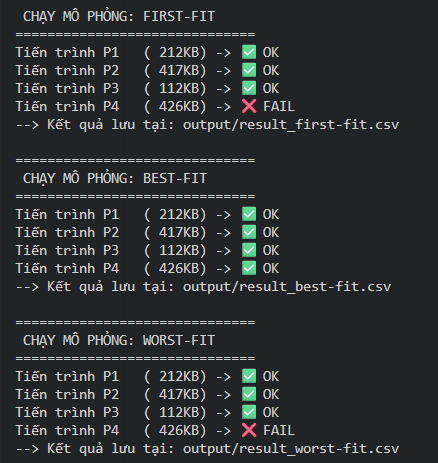 CHẠY MÔ PHỎNG: FIRST-FIT
==============================
Tiến trình P1   ( 212KB) -> ✅ OK
Tiến trình P2   ( 417KB) -> ✅ OK
Tiến trình P3   ( 112KB) -> ✅ OK
Tiến trình P4   ( 426KB) -> ❌ FAIL
--> Kết quả lưu tại: output/result_first-fit.csv

==============================
CHẠY MÔ PHỎNG: BEST-FIT
==============================
Tiến trình P1   ( 212KB) -> ✅ OK
Tiến trình P2   ( 417KB) -> ✅ OK
Tiến trình P3   ( 112KB) -> ✅ OK
Tiến trình P4   ( 426KB) -> ✅ OK
--> Kết quả lưu tại: output/result_best-fit.csv

==============================
CHẠY MÔ PHỎNG: WORST-FIT
==============================
Tiến trình P1   ( 212KB) -> ✅ OK
Tiến trình P2   ( 417KB) -> ✅ OK
Tiến trình P3   ( 112KB) -> ✅ OK
Tiến trình P4   ( 426KB) -> ❌ FAIL
--> Kết quả lưu tại: output/result_worst-fit.csv